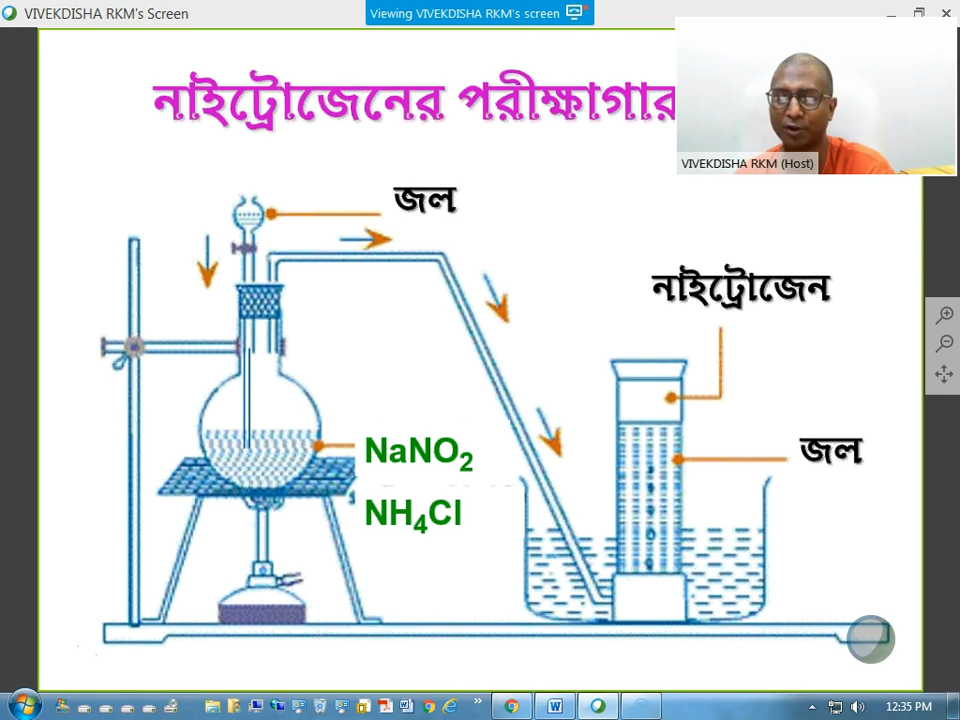 VIVEKDISHA RKM's Screen
Viewing VIVEKDISHA RKM's screen
নাইট্রোজেনের পরীক্ষাগার
VIVEKDISHA RKM (Host)
জল
নাইট্রোজেন
জল
NaNO₂
NH₄Cl
12:35 PM